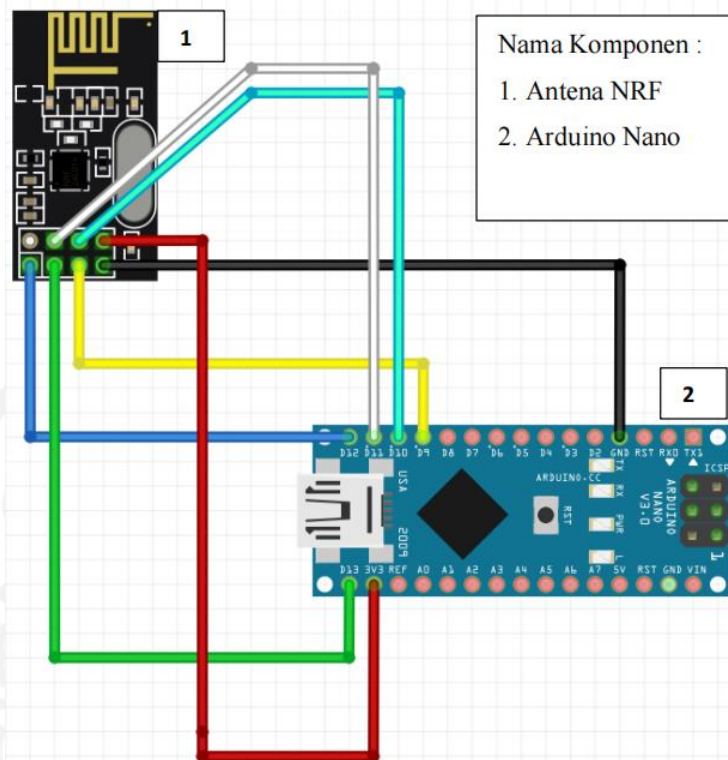 1
Nama Komponen :
1. Antena NRF
2. Arduino Nano
2
D12 D11 D10 D9 D8 D7 D6 D5 D4 D3 D2 GND RST RX0 TX1
USA
2009
ARDUINO.CC
RST
TX
RX
PWR
L
ARDUINO
NANO
V3.0
ICSP
1
D13 3V3 REF A0 A1 A2 A3 A4 A5 A6 A7 5V RST GND VIN